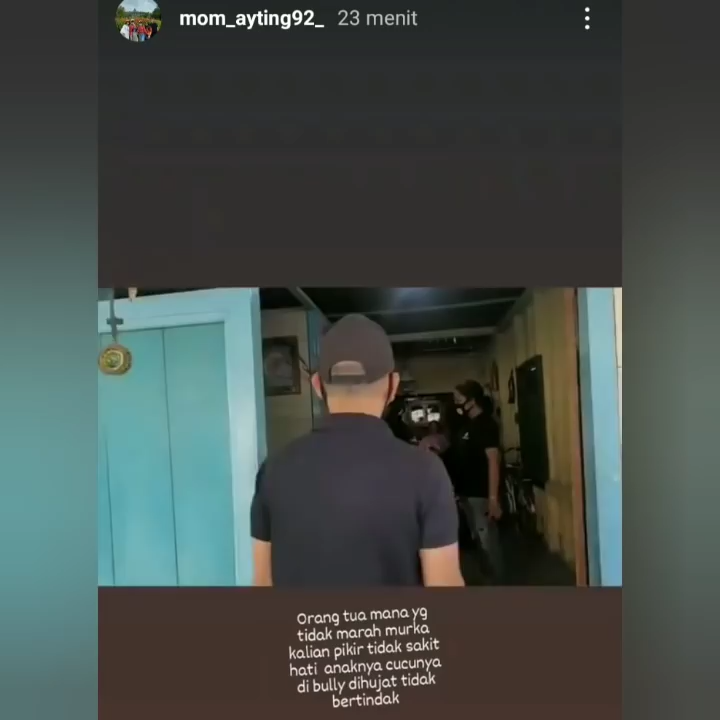 mom_ayting92_ 23 menit
Orang tua mana yg
tidak marah murka
kalian pikir tidak sakit
hati anaknya cucunya
di bully dihujat tidak
bertindak